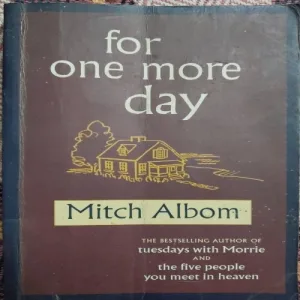 for
one more
day
Mitch Albom
THE BESTSELLING AUTHOR OF
tuesdays with Morrie
AND
the five people
you meet in heaven